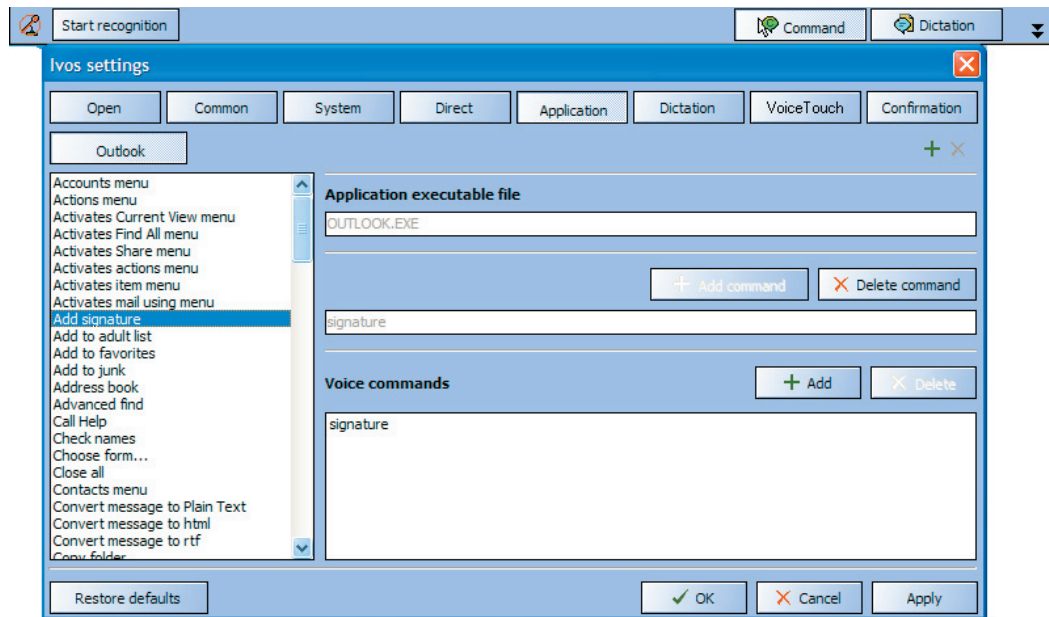 Start recognition
Command
Dictation
Ivos settings
Open
Common
System
Direct
Application
Dictation
VoiceTouch
Confirmation
Outlook
Accounts menu
Actions menu
Activates Current View menu
Activates Find All menu
Activates Share menu
Activates actions menu
Activates item menu
Activates mail using menu
Add signature
Add to adult list
Add to favorites
Add to junk
Address book
Advanced find
Call Help
Check names
Choose form...
Close all
Contacts menu
Convert message to Plain Text
Convert message to html
Convert message to rtf
Copy folder
Application executable file
OUTLOOK.EXE
Add command
Delete command
signature
Voice commands
Add
Delete
signature
Restore defaults
OK
Cancel
Apply